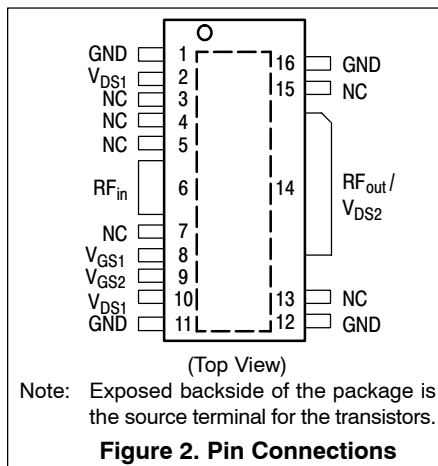 GND 1 16 GND
VDS1 2 15 NC
NC 3
NC 4
NC 5
RFin 6 14 RFout/
VDS2
NC 7
VGS1 8
VGS2 9
VDS1 10 13 NC
GND 11 12 GND
(Top View)
Note: Exposed backside of the package is
the source terminal for the transistors.
Figure 2. Pin Connections